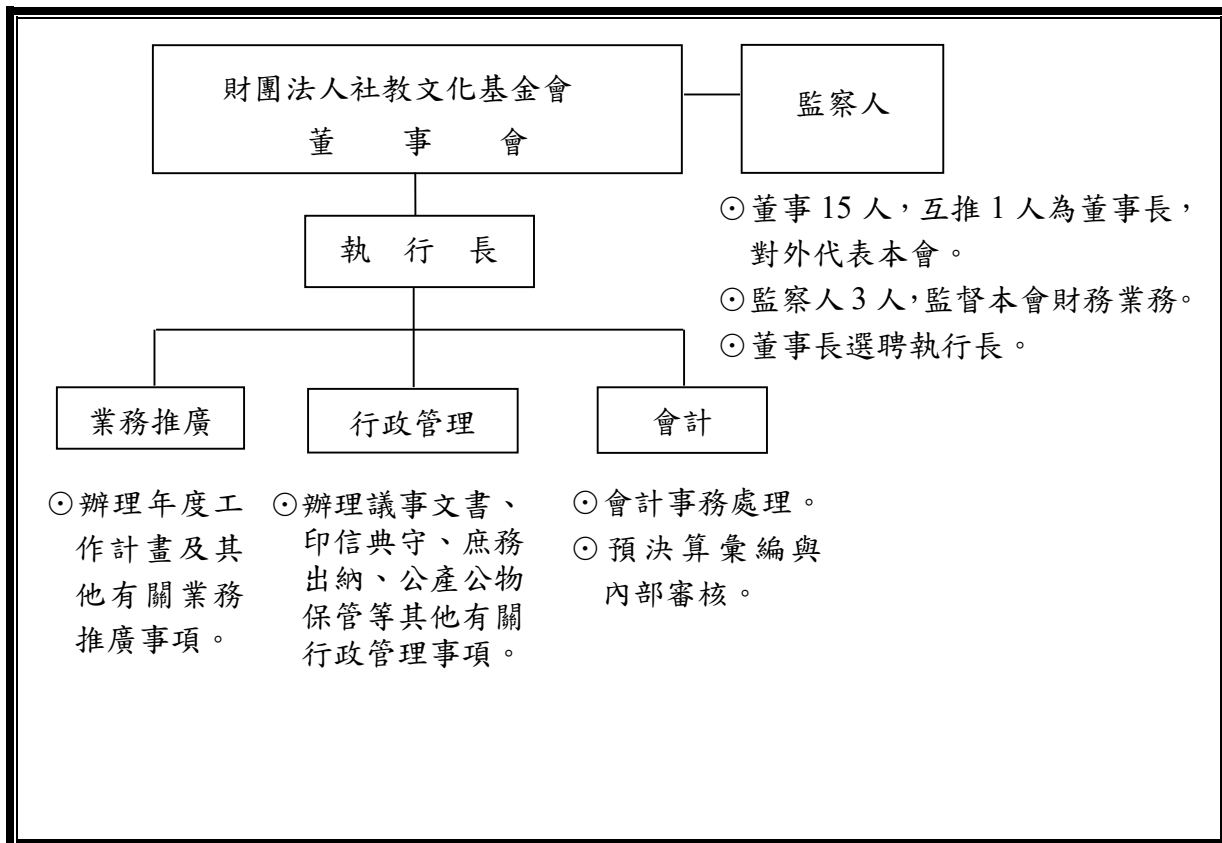 財團法人社教文化基金會
董 事 會
監察人
⊙董事 15 人，互推 1 人為董事長，
對外代表本會。
⊙監察人 3 人，監督本會財務業務。
⊙董事長選聘執行長。
執 行 長
業務推廣
行政管理
會計
⊙辦理年度工
作計畫及其
他有關業務
推廣事項。
⊙辦理議事文書、
印信典守、庶務
出納、公產公物
保管等其他有關
行政管理事項。
⊙會計事務處理。
⊙預決算彙編與
內部審核。